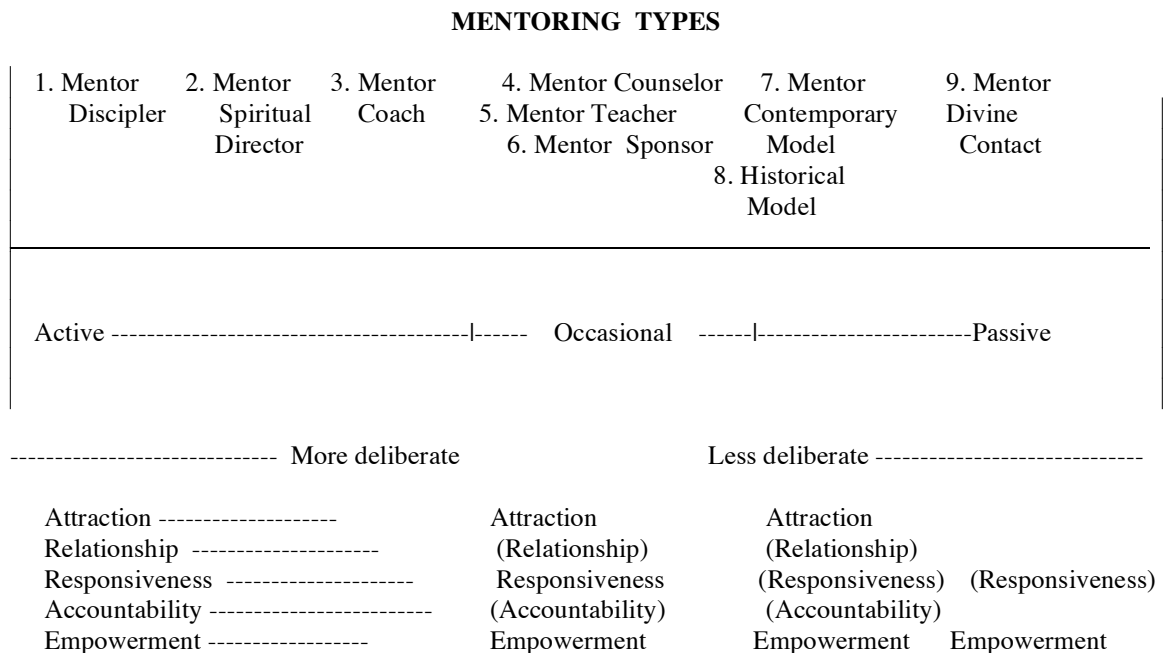 MENTORING TYPES
1. Mentor 2. Mentor 3. Mentor 4. Mentor Counselor 7. Mentor 9. Mentor
Discipler Spiritual Coach 5. Mentor Teacher Contemporary Divine
Director 6. Mentor Sponsor Model Contact
8. Historical
Model
Active ----------------------------------------|------ Occasional ------|------------------------Passive
------------------------------ More deliberate Less deliberate ------------------------------
Attraction -------------------- Attraction Attraction
Relationship --------------------- (Relationship) (Relationship)
Responsiveness --------------------- Responsiveness (Responsiveness) (Responsiveness)
Accountability ------------------------- (Accountability) (Accountability)
Empowerment ------------------ Empowerment Empowerment Empowerment